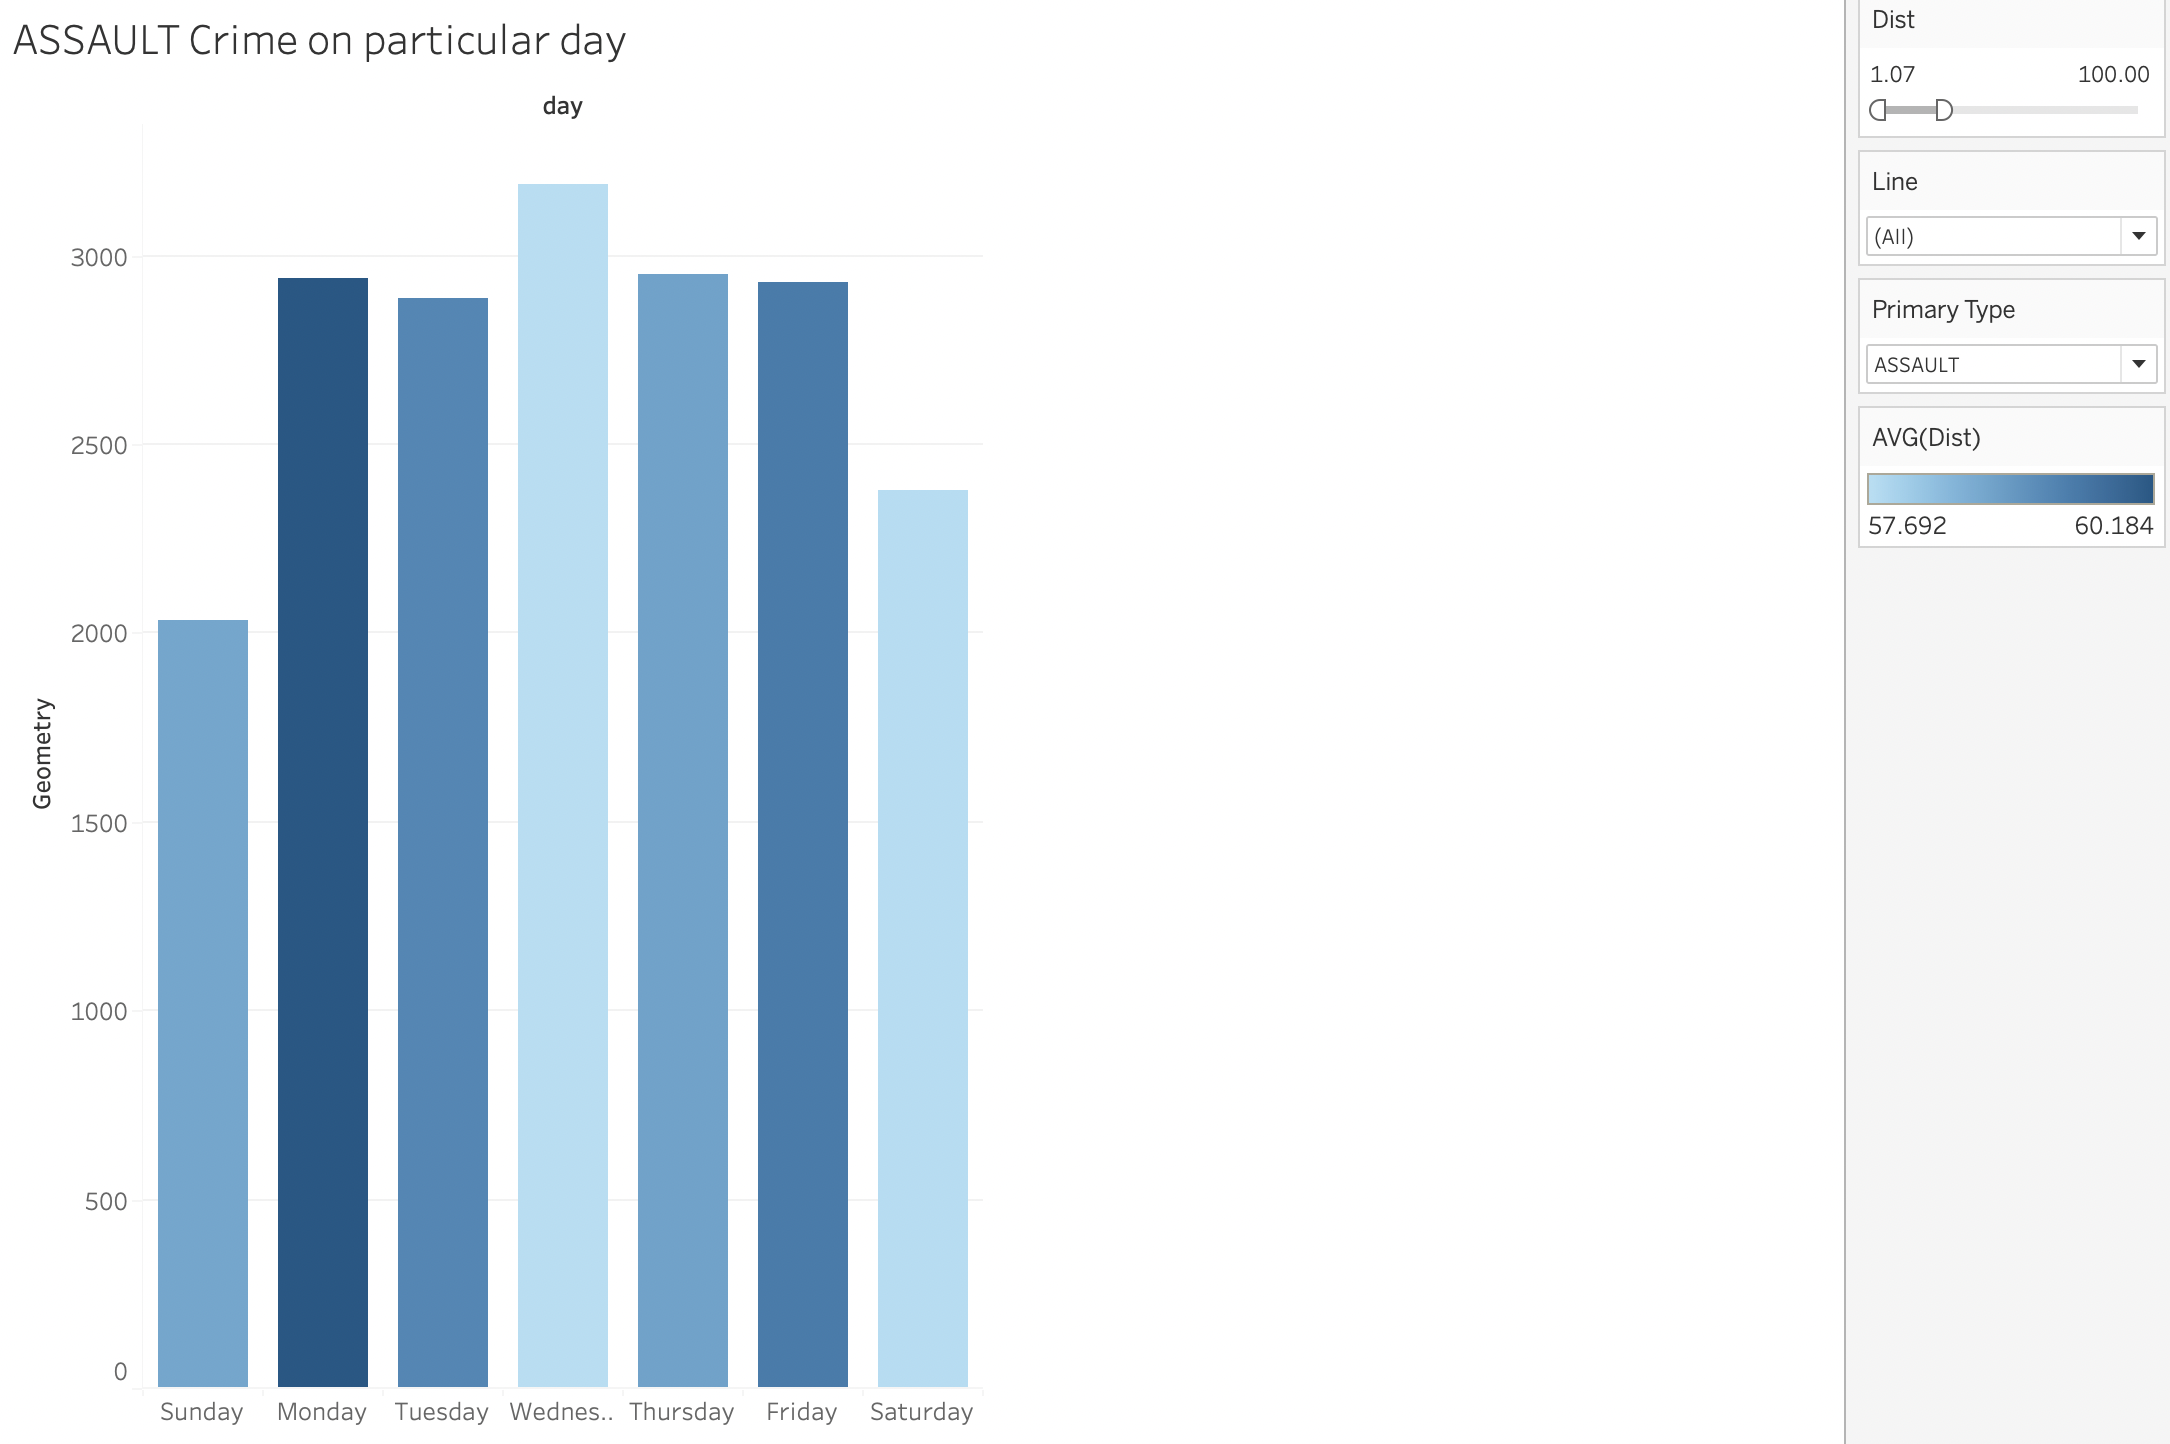 ASSAULT Crime on particular day
day
3000
2500
2000
1500
1000
500
0
Geometry
Sunday Monday Tuesday Wednes.. Thursday Friday Saturday
Dist
1.07 100.00
Line
(All)
Primary Type
ASSAULT
AVG(Dist)
57.692 60.184